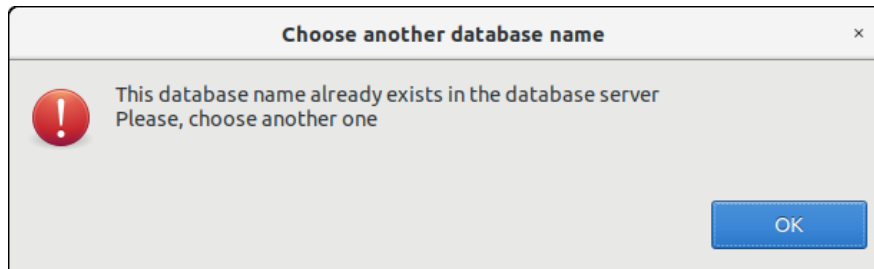 Choose another database name
×
This database name already exists in the database server
Please, choose another one
OK